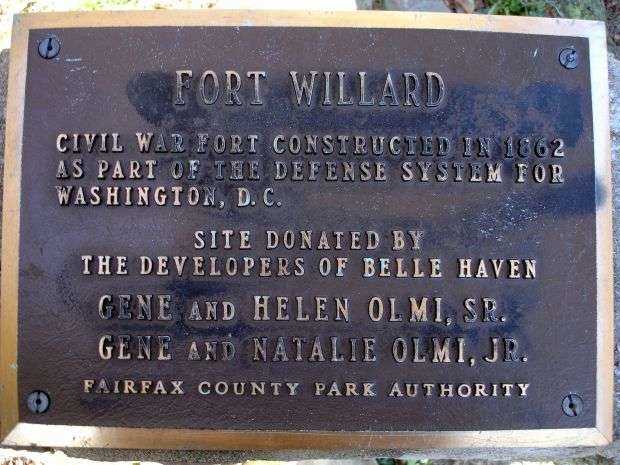 FORT WILLARD
CIVIL WAR FORT CONSTRUCTED IN 1862
AS PART OF THE DEFENSE SYSTEM FOR
WASHINGTON, D.C.
SITE DONATED BY
THE DEVELOPERS OF BELLE HAVEN
GENE AND HELEN OLMI, SR.
GENE AND NATALIE OLMI, JR.
FAIRFAX COUNTY PARK AUTHORITY